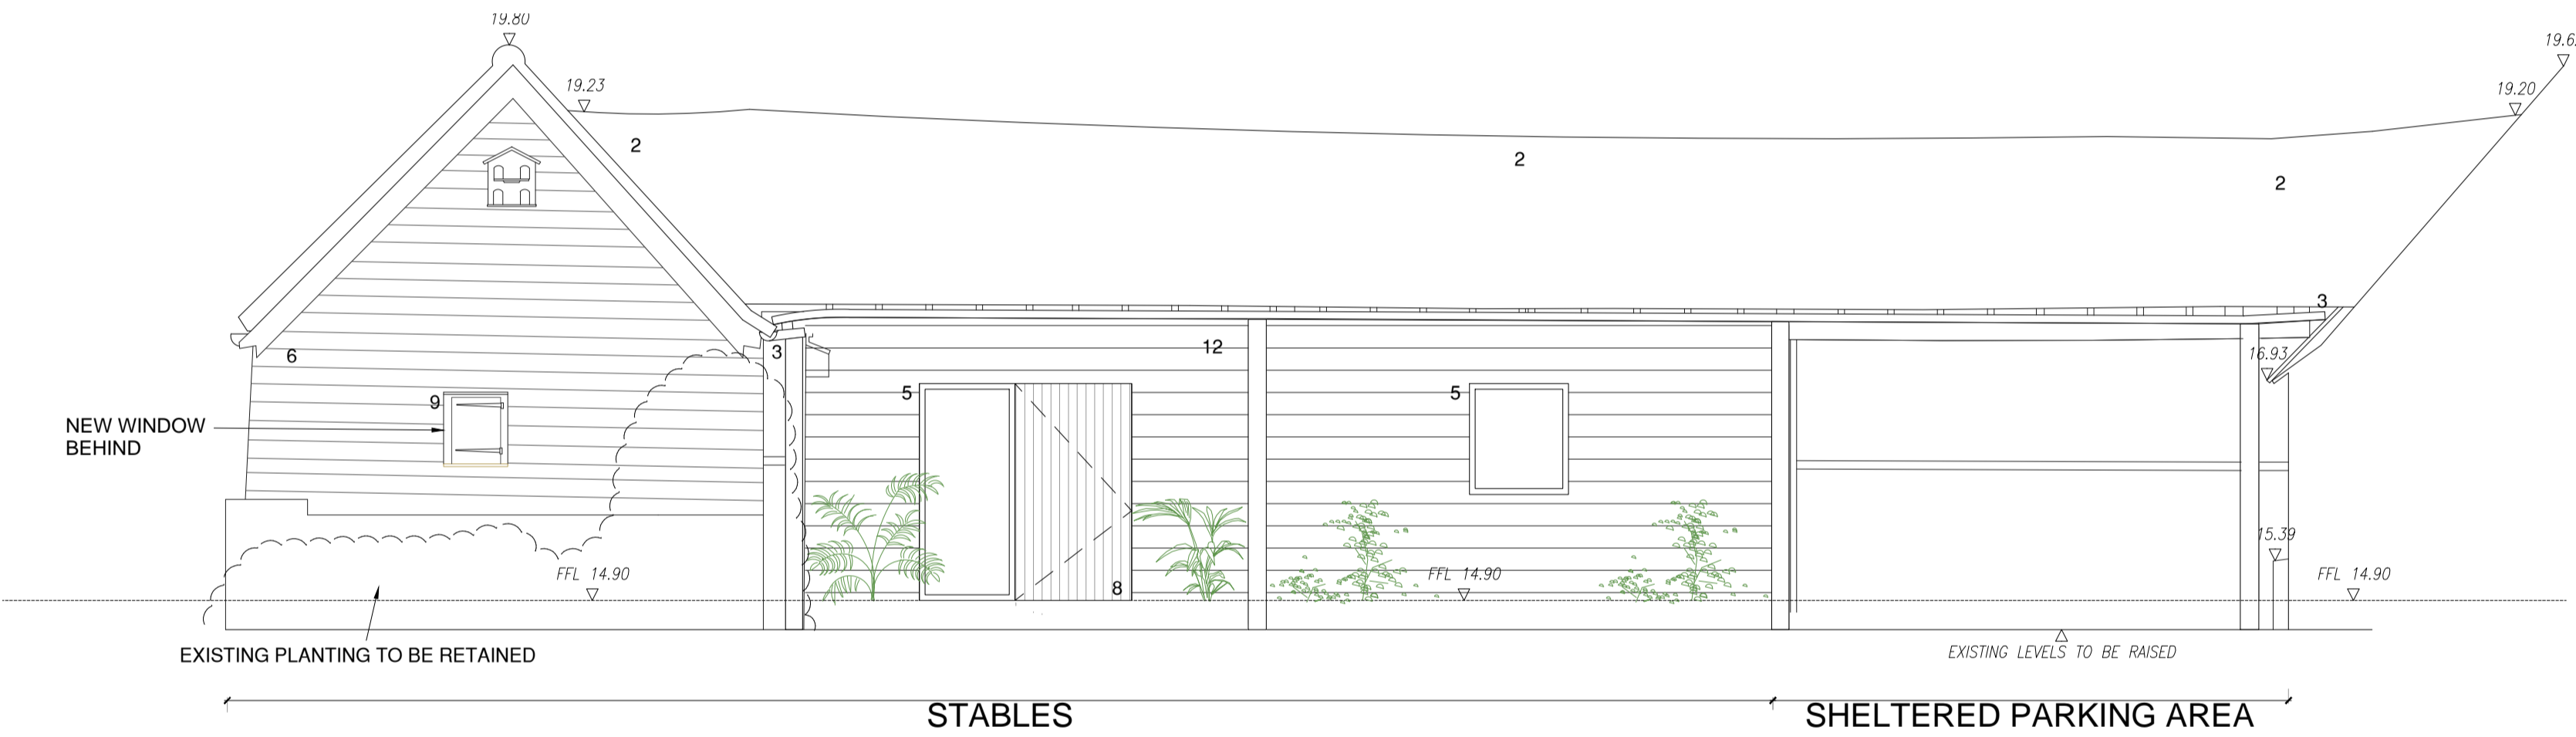 19.80
19.6
19.23
19.20
2
2
2
3
16.93
6
3
12
5
5
9
NEW WINDOW
BEHIND
15.39
FFL 14.90
FFL 14.90
FFL 14.90
8
EXISTING PLANTING TO BE RETAINED
EXISTING LEVELS TO BE RAISED
STABLES
SHELTERED PARKING AREA